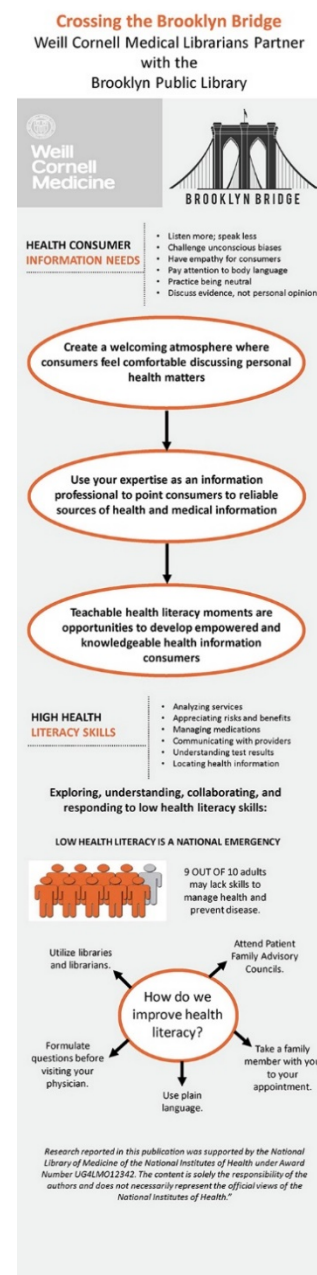 Crossing the Brooklyn Bridge
Weill Cornell Medical Librarians Partner
with the
Brooklyn Public Library
Weill
Cornell
Medicine
BROOKLYN BRIDGE
HEALTH CONSUMER
INFORMATION NEEDS
• Listen more; speak less
• Challenge unconscious biases
• Have empathy for consumers
• Pay attention to body language
• Practice being neutral
• Discuss evidence, not personal opinion
Create a welcoming atmosphere where
consumers feel comfortable discussing personal
health matters
Use your expertise as an information
professional to point consumers to reliable
sources of health and medical information
Teachable health literacy moments are
opportunities to develop empowered and
knowledgeable health information
consumers
HIGH HEALTH
LITERACY SKILLS
• Analyzing services
• Appreciating risks and benefits
• Managing medications
• Communicating with providers
• Understanding test results
• Locating health information
Exploring, understanding, collaborating, and
responding to low health literacy skills:
LOW HEALTH LITERACY IS A NATIONAL EMERGENCY
9 OUT OF 10 adults
may lack skills to
manage health and
prevent disease.
Utilize libraries
and librarians.
Attend Patient
Family Advisory
Councils.
How do we
improve health
literacy?
Formulate
questions before
visiting your
physician.
Take a family
member with you
to your
appointment.
Use plain
language.
Research reported in this publication was supported by the National
Library of Medicine of the National Institutes of Health under Award
Number UG4LMO12342. The content is solely the responsibility of the
authors and does not necessarily represent the official views of the
National Institutes of Health.”